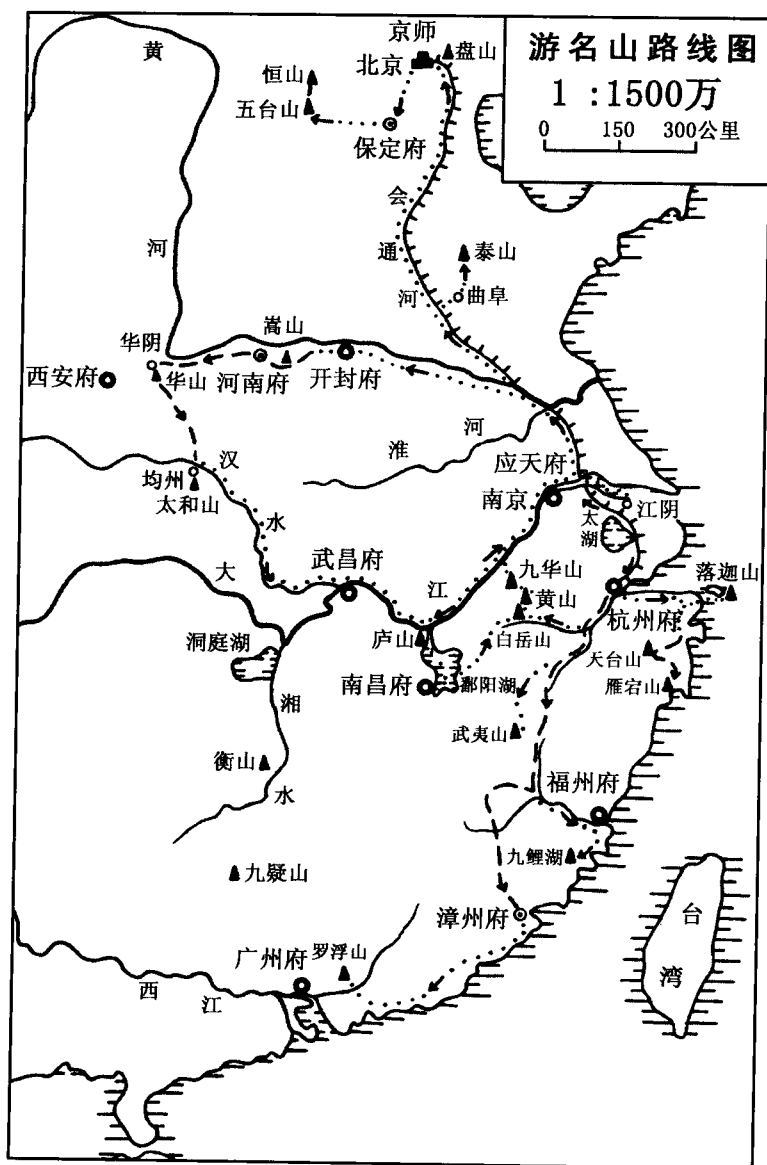 游名山路线图
1:1500万
0 150 300公里
京师
北京
盘山
恒山
五台山
保定府
黄
河
会
通
河
泰山
曲阜
嵩山
华阴
华山
西安府
河南府
开封府
淮
河
应天府
南京
江阴
太
湖
均州
太和山
汉
水
武昌府
大
江
九华山
黄山
白岳山
杭州府
落迦山
天台山
雁宕山
庐山
洞庭湖
南昌府
鄱阳湖
武夷山
湘
水
衡山
福州府
九鲤湖
九疑山
漳州府
广州府
罗浮山
西
江
台
湾